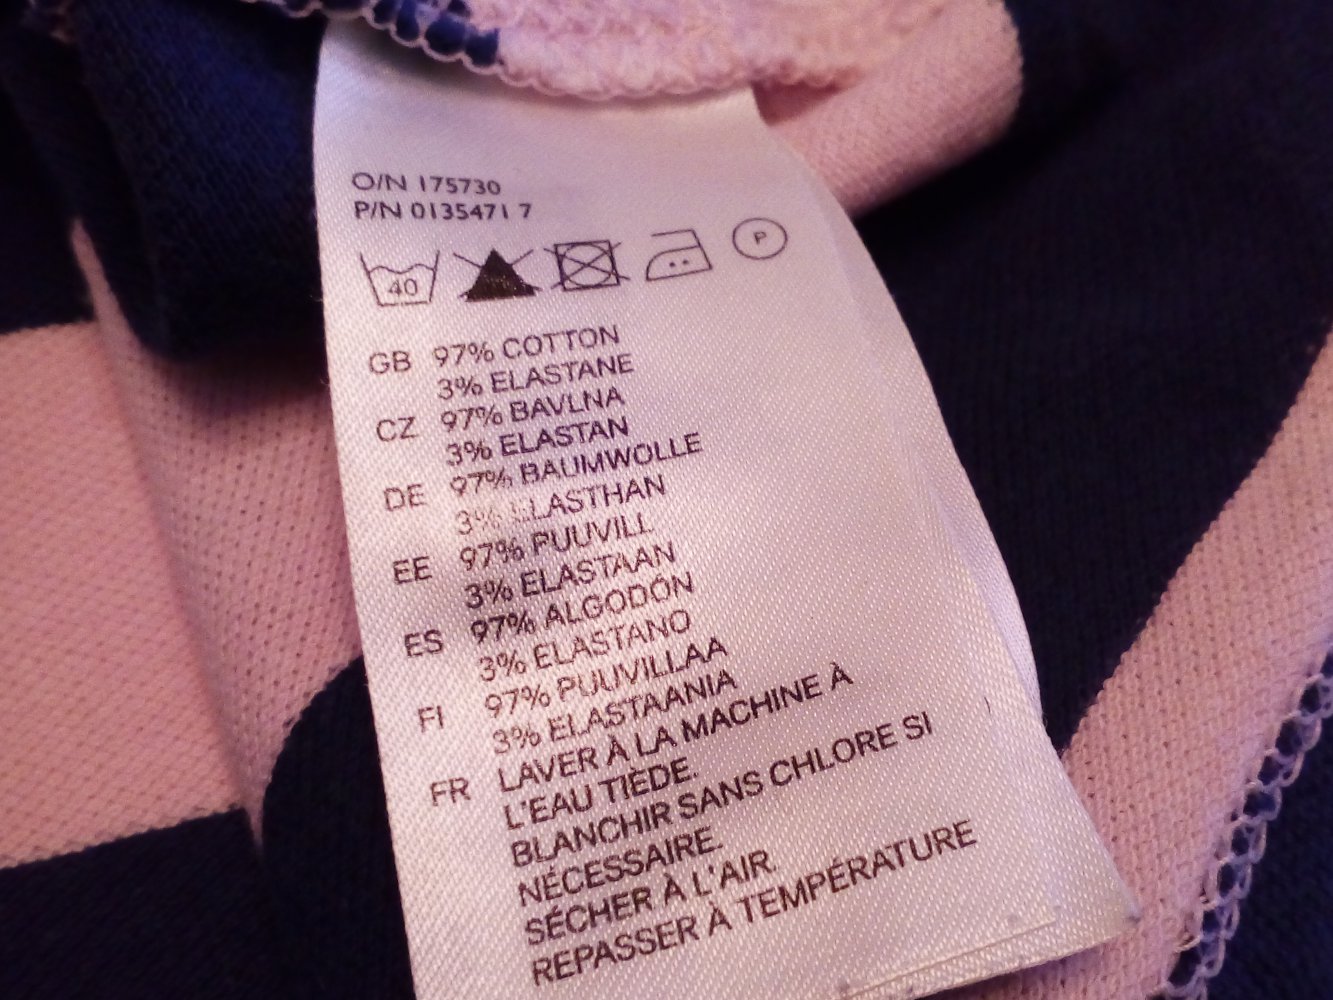 O/N 175730
P/N 01354717
40 P
GB 97% COTTON
3% ELASTANE
CZ 97% BAVLNA
3% ELASTAN
DE 97% BAUMWOLLE
3% ELASTHAN
EE 97% PUUVILL
3% ELASTAAN
ES 97% ALGODÓN
3% ELASTANO
FI 97% PUUVILLAA
3% ELASTAANIA
FR LAVER À LA MACHINE À
L'EAU TIÈDE.
BLANCHIR SANS CHLORE SI
NÉCESSAIRE.
SÉCHER À L'AIR.
REPASSER À TEMPÉRATURE